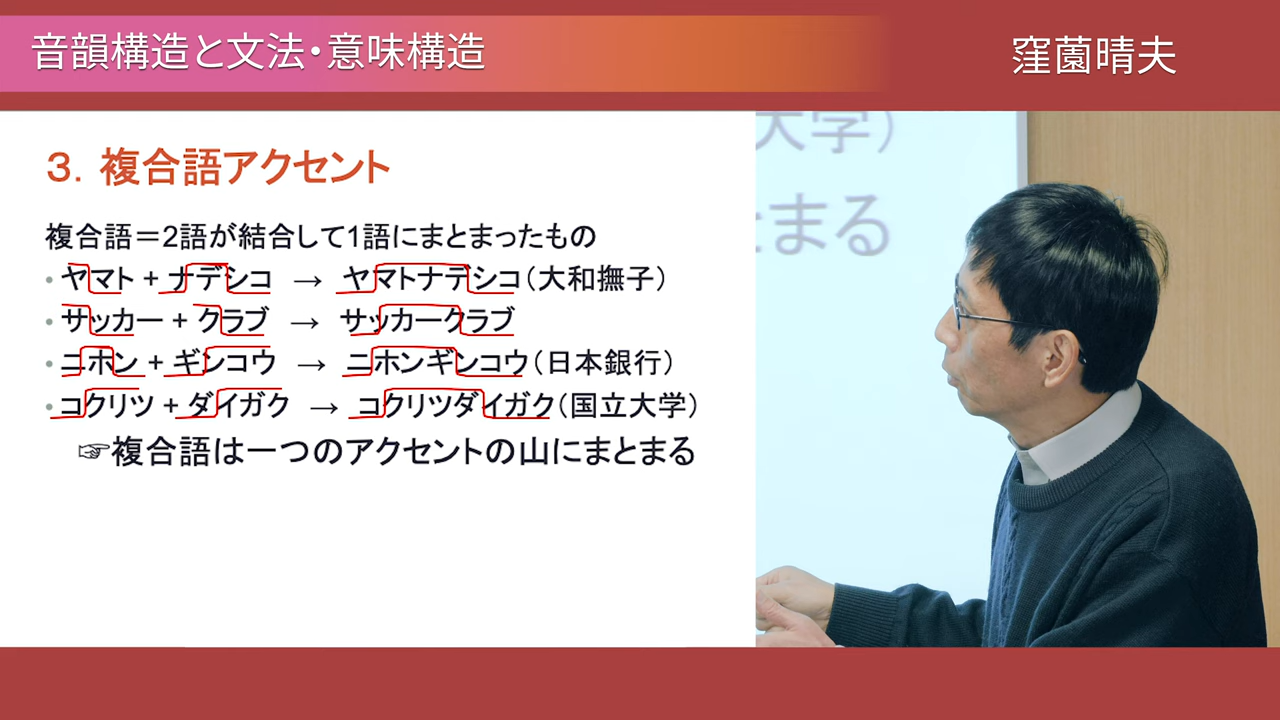 音韻構造と文法・意味構造
窪薗晴夫
3．複合語アクセント
複合語＝2語が結合して1語にまとまったもの
・ヤマト + ナデシコ → ヤマトナデシコ（大和撫子）
・サッカー + クラブ → サッカークラブ
・ニホン + ギンコウ → ニホンギンコウ（日本銀行）
・コクリツ + ダイガク → コクリツダイガク（国立大学）
☞複合語は一つのアクセントの山にまとまる
大学）
まる